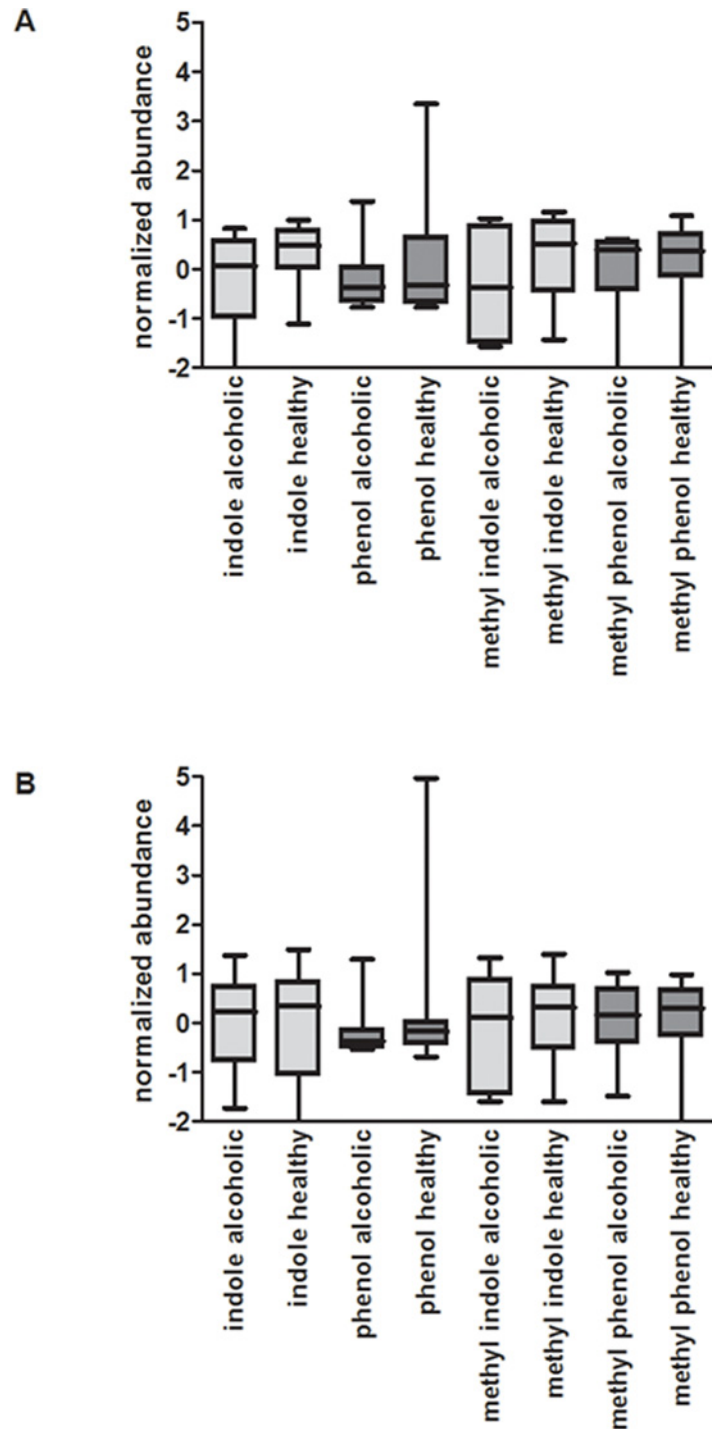 A
5
4
3
2
1
0
-1
-2
normalized abundance
indole alcoholic
indole healthy
phenol alcoholic
phenol healthy
methyl indole alcoholic
methyl indole healthy
methyl phenol alcoholic
methyl phenol healthy
B
5
4
3
2
1
0
-1
-2
normalized abundance
indole alcoholic
indole healthy
phenol alcoholic
phenol healthy
methyl indole alcoholic
methyl indole healthy
methyl phenol alcoholic
methyl phenol healthy